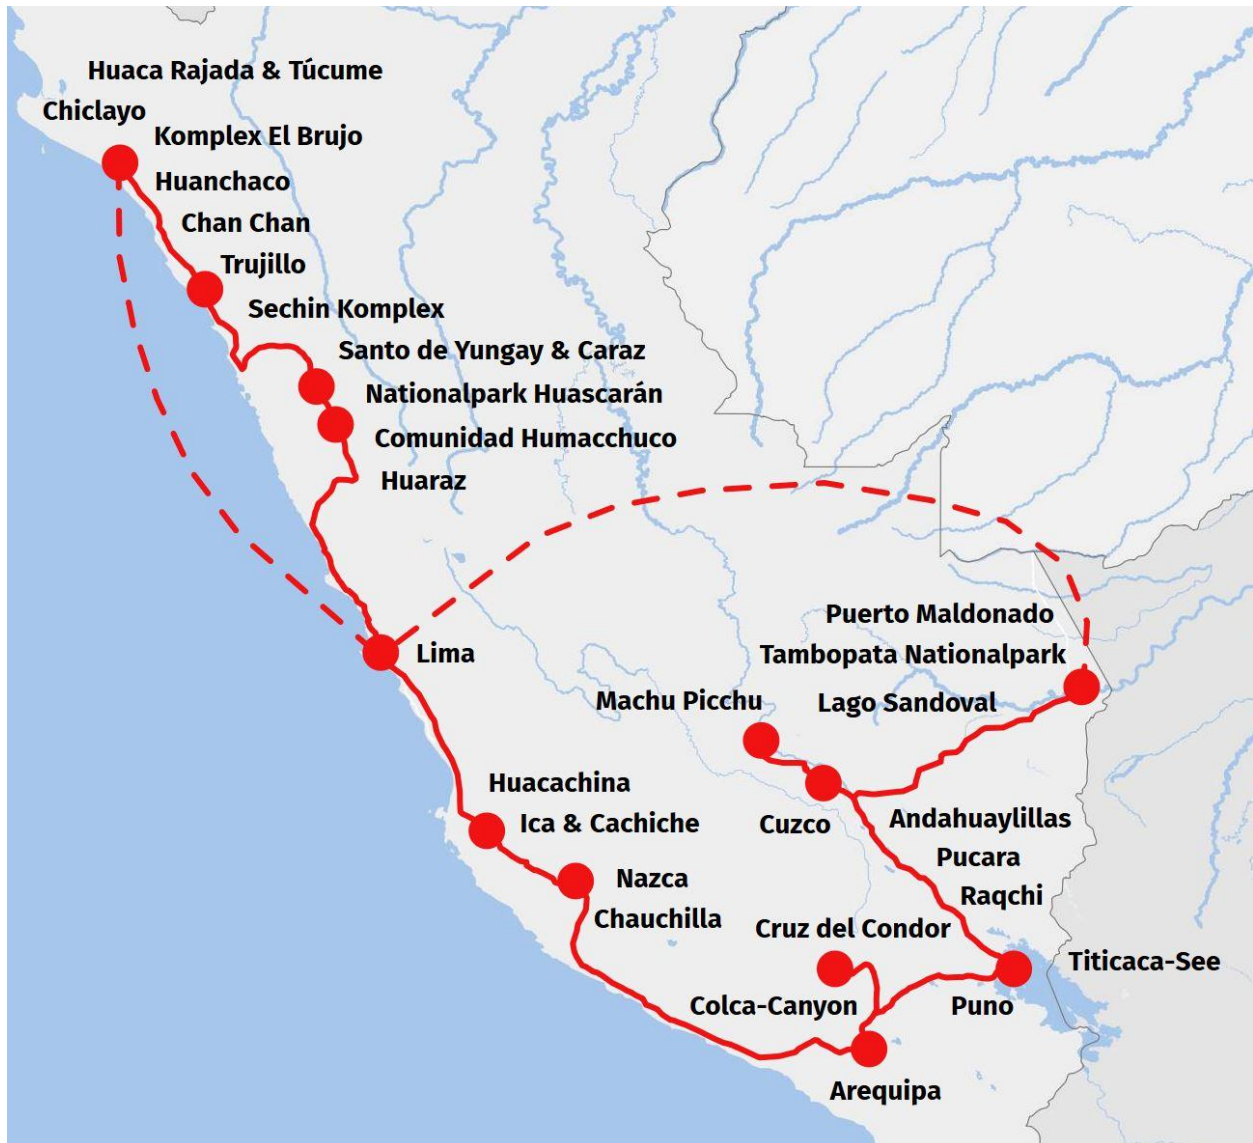 Huaca Rajada & Túcume
Chiclayo
Komplex El Brujo
Huanchaco
Chan Chan
Trujillo
Sechin Komplex
Santo de Yungay & Caraz
Nationalpark Huascarán
Comunidad Humacchuco
Huaraz
Lima
Puerto Maldonado
Tambopata Nationalpark
Lago Sandoval
Machu Picchu
Huacachina
Ica & Cachiche
Cuzco
Andahuaylillas
Pucara
Raqchi
Nazca
Chauchilla
Cruz del Condor
Titicaca-See
Colca-Canyon
Puno
Arequipa